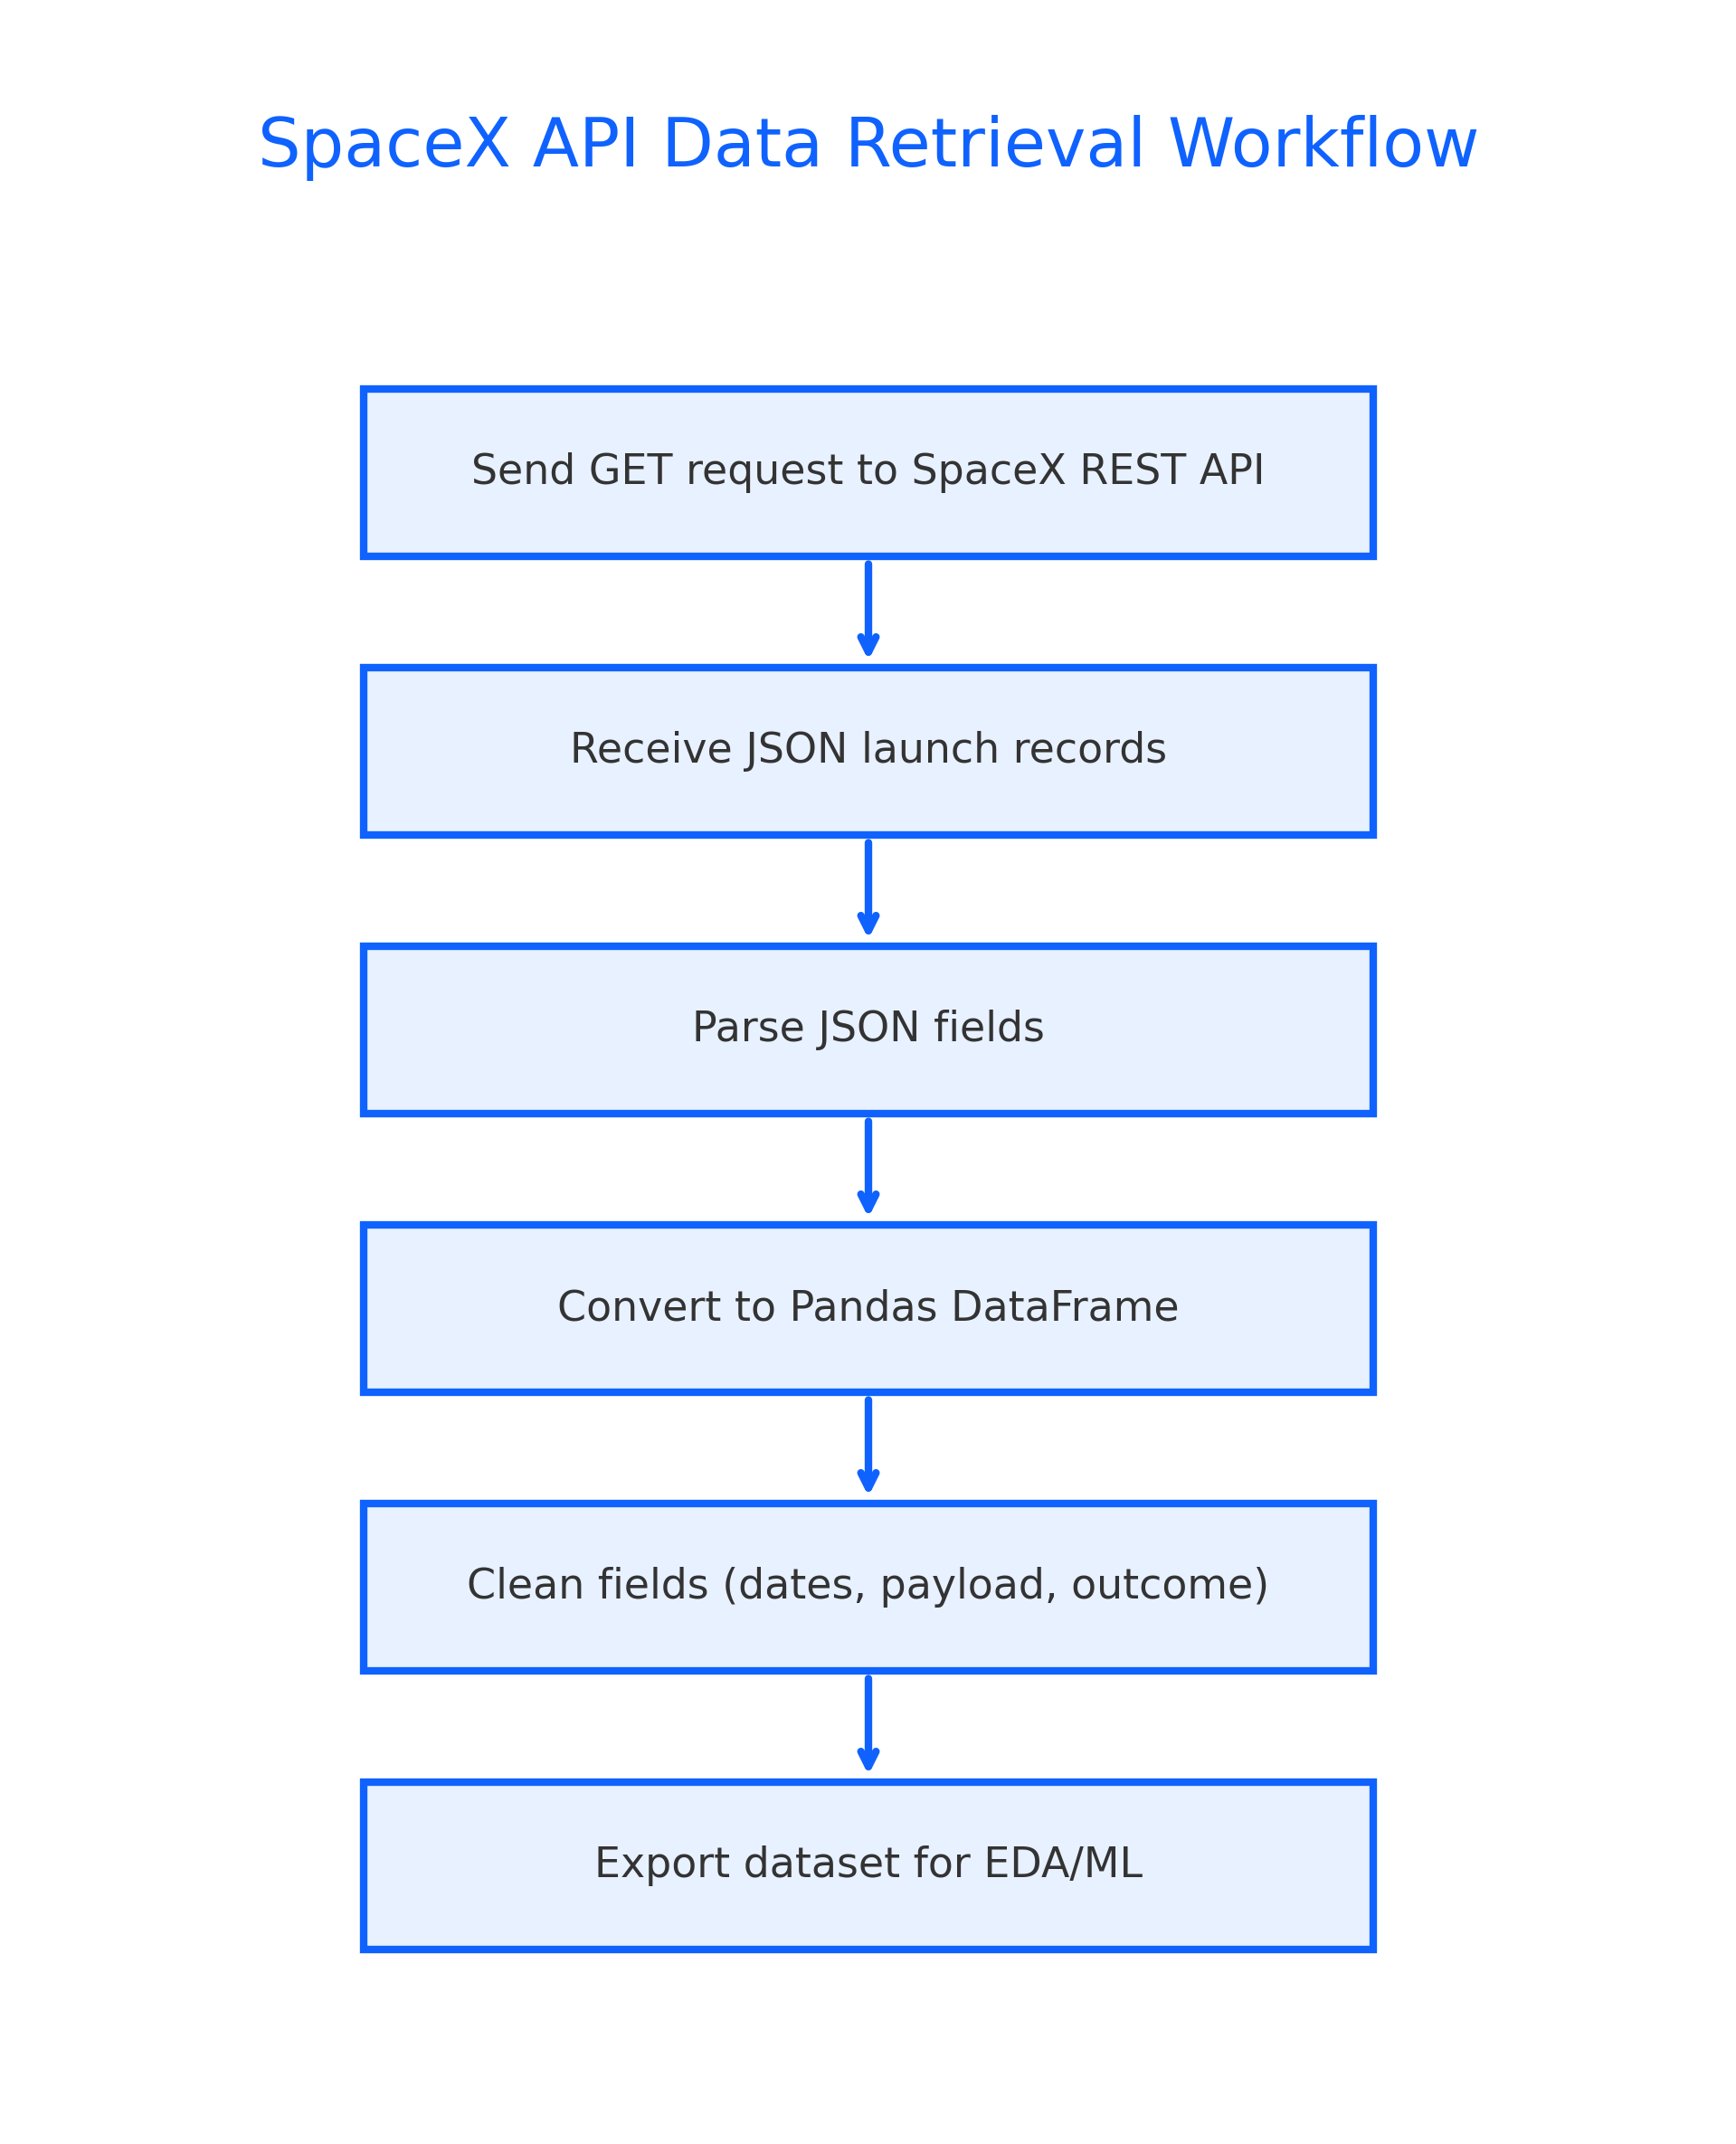 SpaceX API Data Retrieval Workflow
Send GET request to SpaceX REST API
Receive JSON launch records
Parse JSON fields
Convert to Pandas DataFrame
Clean fields (dates, payload, outcome)
Export dataset for EDA/ML